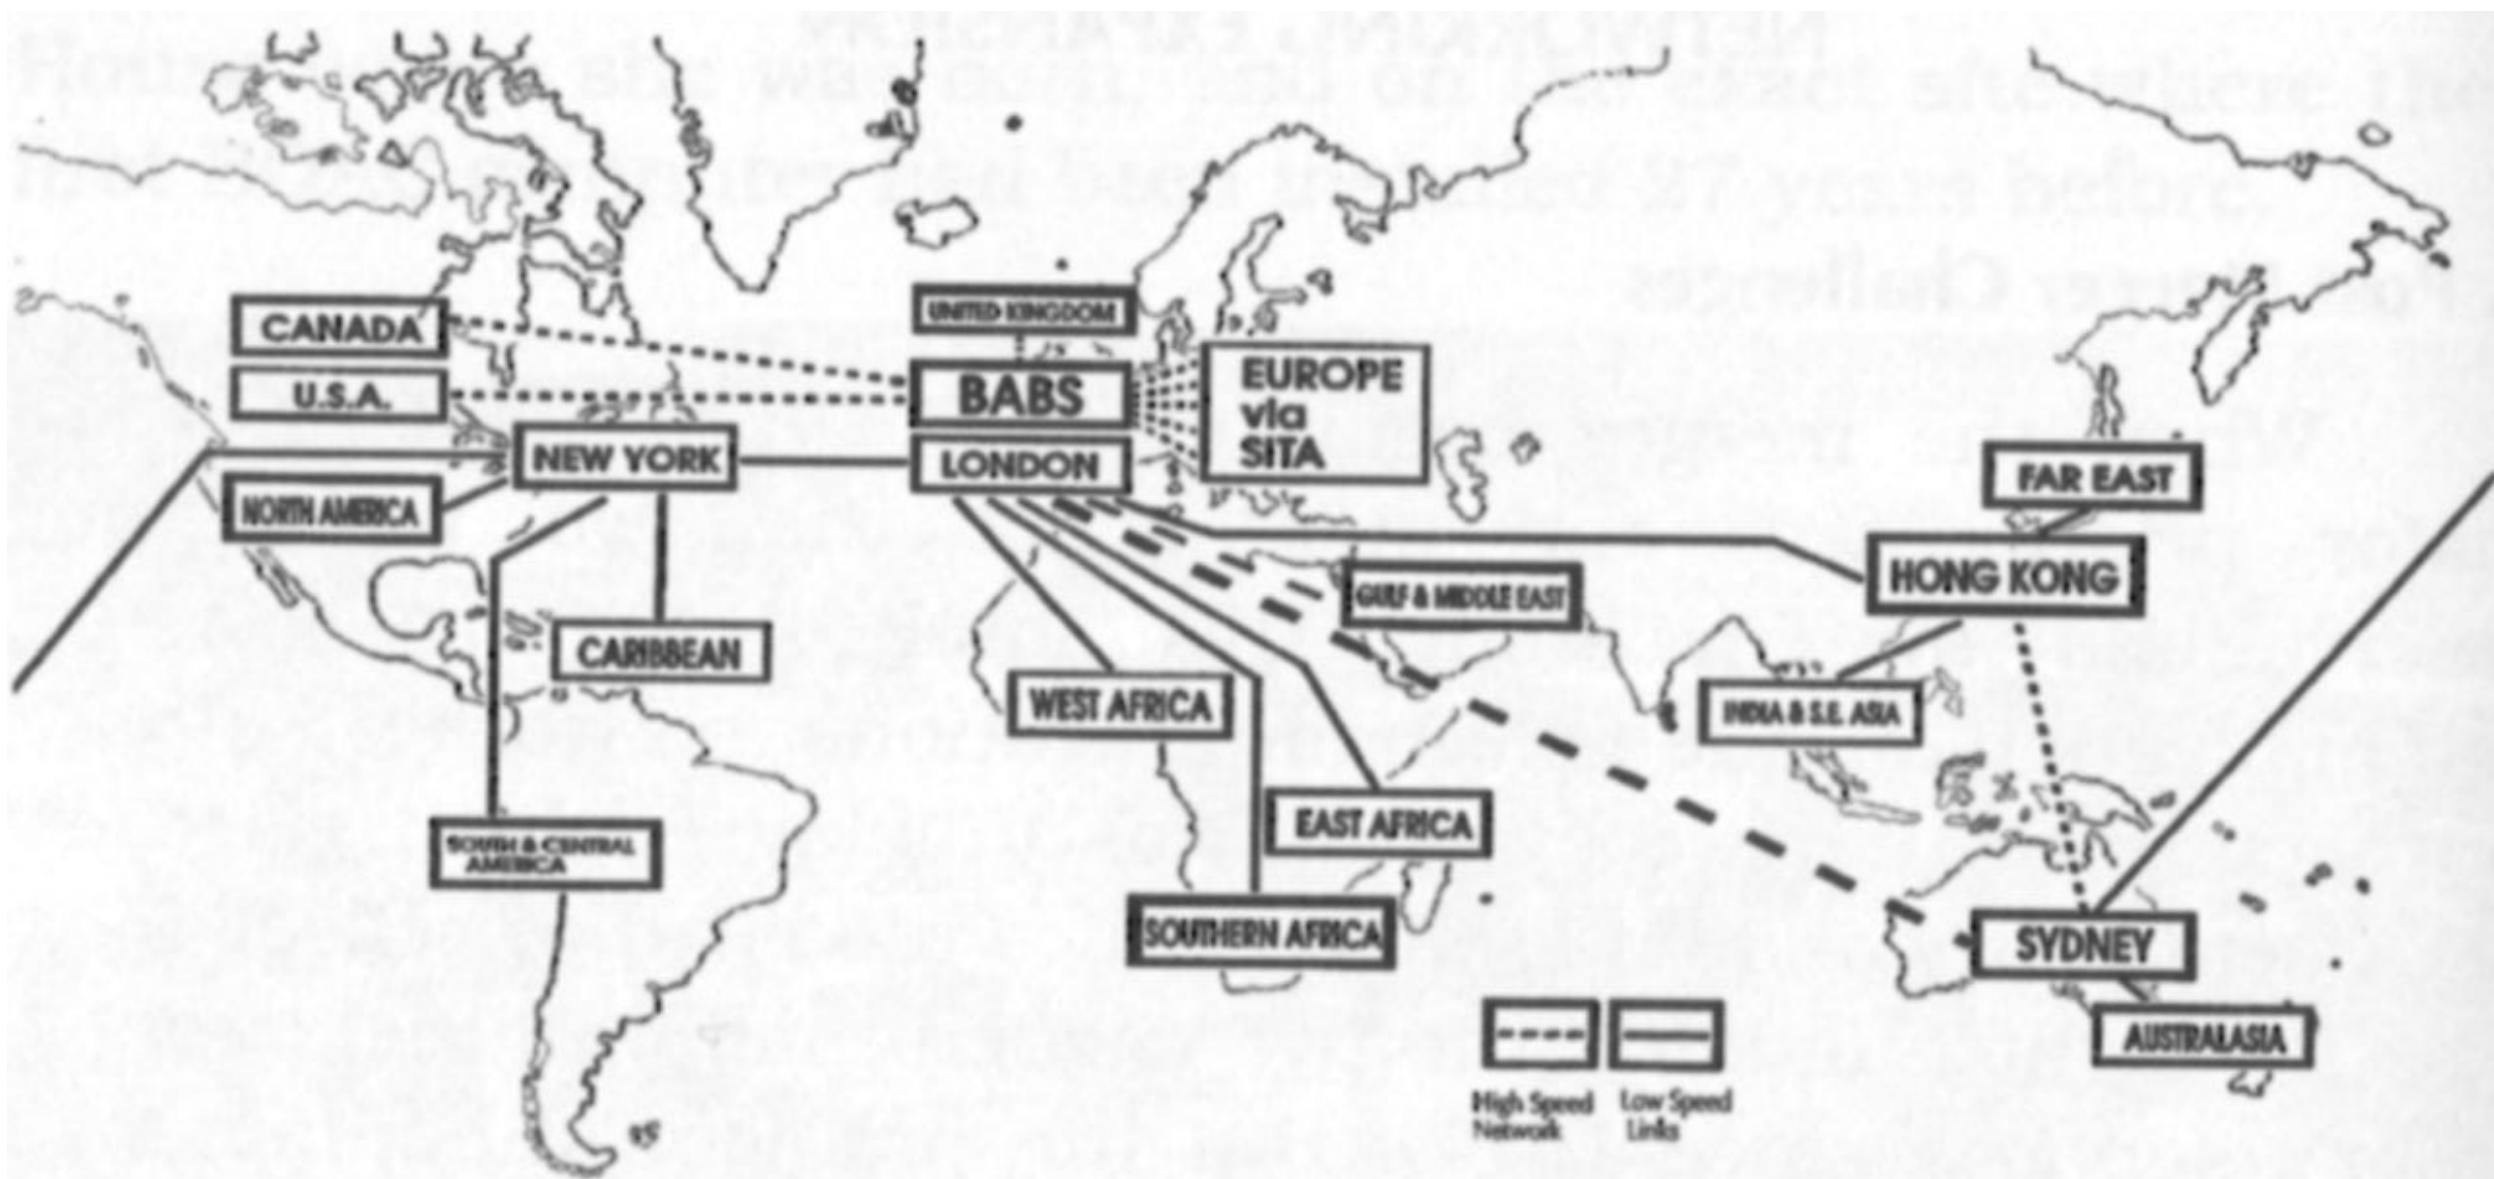 CANADA
UNITED KINGDOM
U.S.A.
BABS
EUROPE
via
SITA
NEW YORK
LONDON
FAR EAST
NORTH AMERICA
HONG KONG
GULF & MIDDLE EAST
CARIBBEAN
WEST AFRICA
INDIA & S.E. ASIA
EAST AFRICA
SOUTH & CENTRAL
AMERICA
SOUTHERN AFRICA
SYDNEY
AUSTRALASIA
High Speed
Network
Low Speed
Links